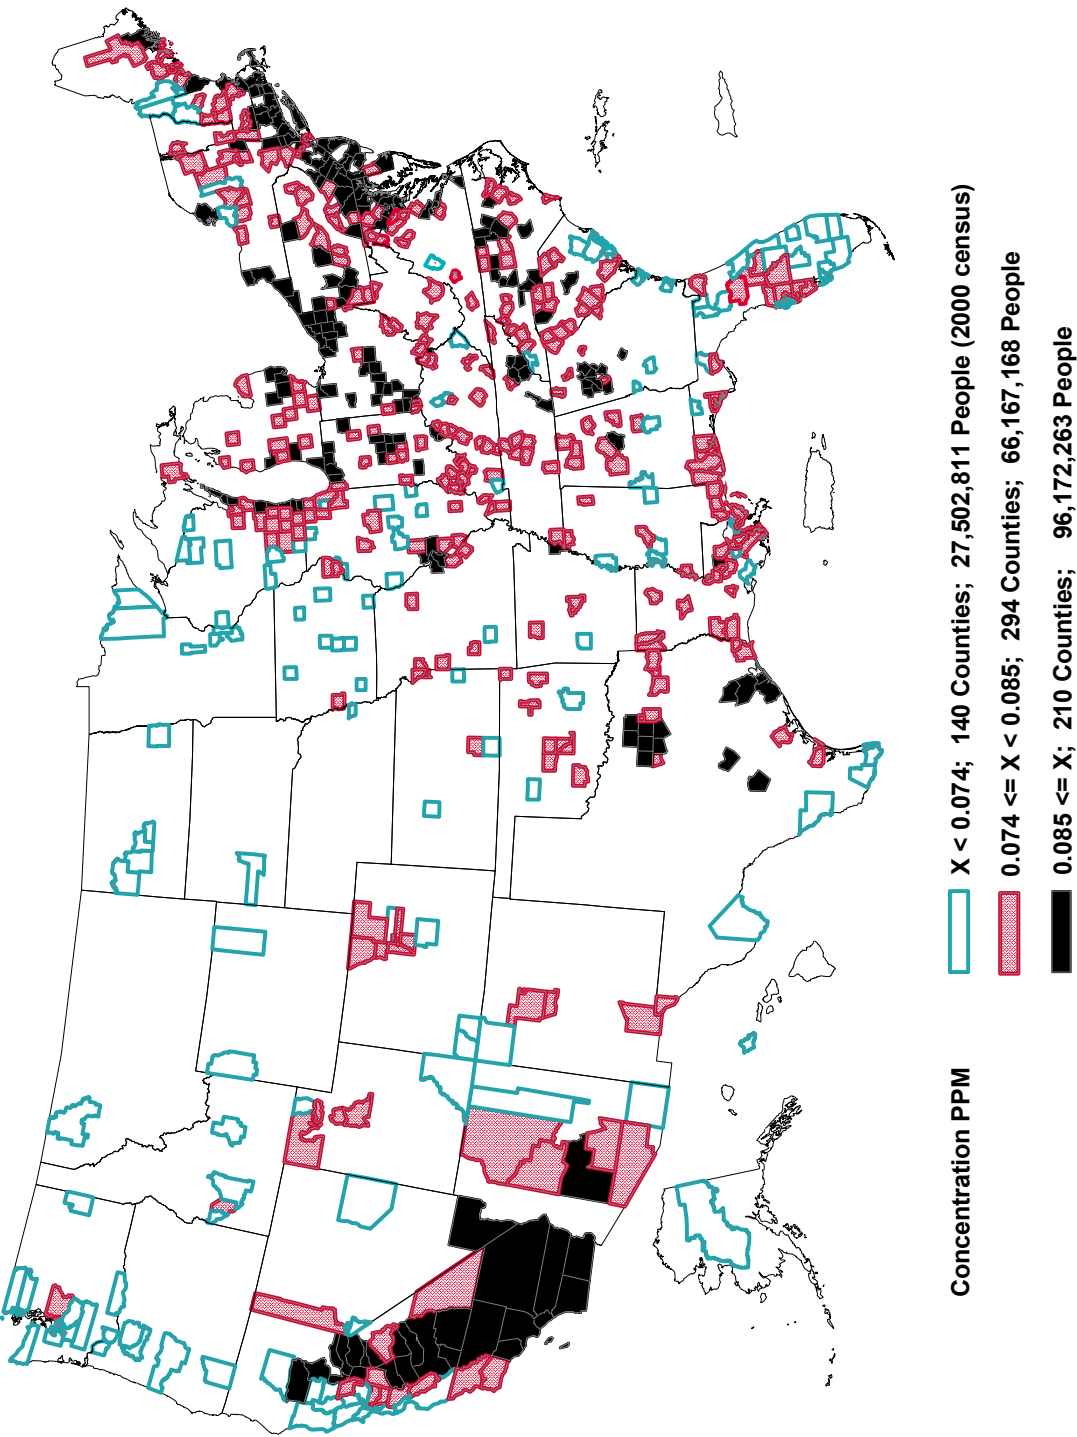 Concentration PPM
X < 0.074; 140 Counties; 27,502,811 People (2000 census)
0.074 <= X < 0.085; 294 Counties; 66,167,168 People
0.085 <= X; 210 Counties; 96,172,263 People